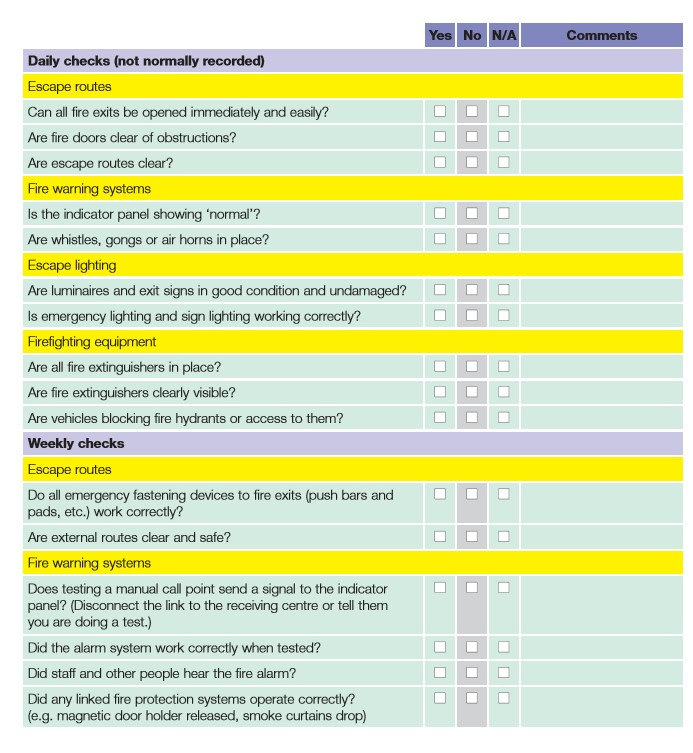 Yes No N/A Comments
Daily checks (not normally recorded)
Escape routes
Can all fire exits be opened immediately and easily?
Are fire doors clear of obstructions?
Are escape routes clear?
Fire warning systems
Is the indicator panel showing ‘normal’?
Are whistles, gongs or air horns in place?
Escape lighting
Are luminaires and exit signs in good condition and undamaged?
Is emergency lighting and sign lighting working correctly?
Firefighting equipment
Are all fire extinguishers in place?
Are fire extinguishers clearly visible?
Are vehicles blocking fire hydrants or access to them?
Weekly checks
Escape routes
Do all emergency fastening devices to fire exits (push bars and
pads, etc.) work correctly?
Are external routes clear and safe?
Fire warning systems
Does testing a manual call point send a signal to the indicator
panel? (Disconnect the link to the receiving centre or tell them
you are doing a test.)
Did the alarm system work correctly when tested?
Did staff and other people hear the fire alarm?
Did any linked fire protection systems operate correctly?
(e.g. magnetic door holder released, smoke curtains drop)